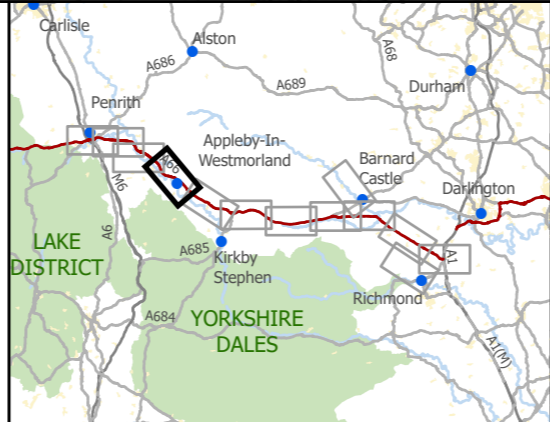 Carlisle
Alston
A686
A68
A689
Durham
Penrith
Appleby-In-
Westmorland
A66
Barnard
Castle
Darlington
M6
A6
LAKE
DISTRICT
A685
Kirkby
Stephen
A1
Richmond
A684
YORKSHIRE
DALES
A1(M)